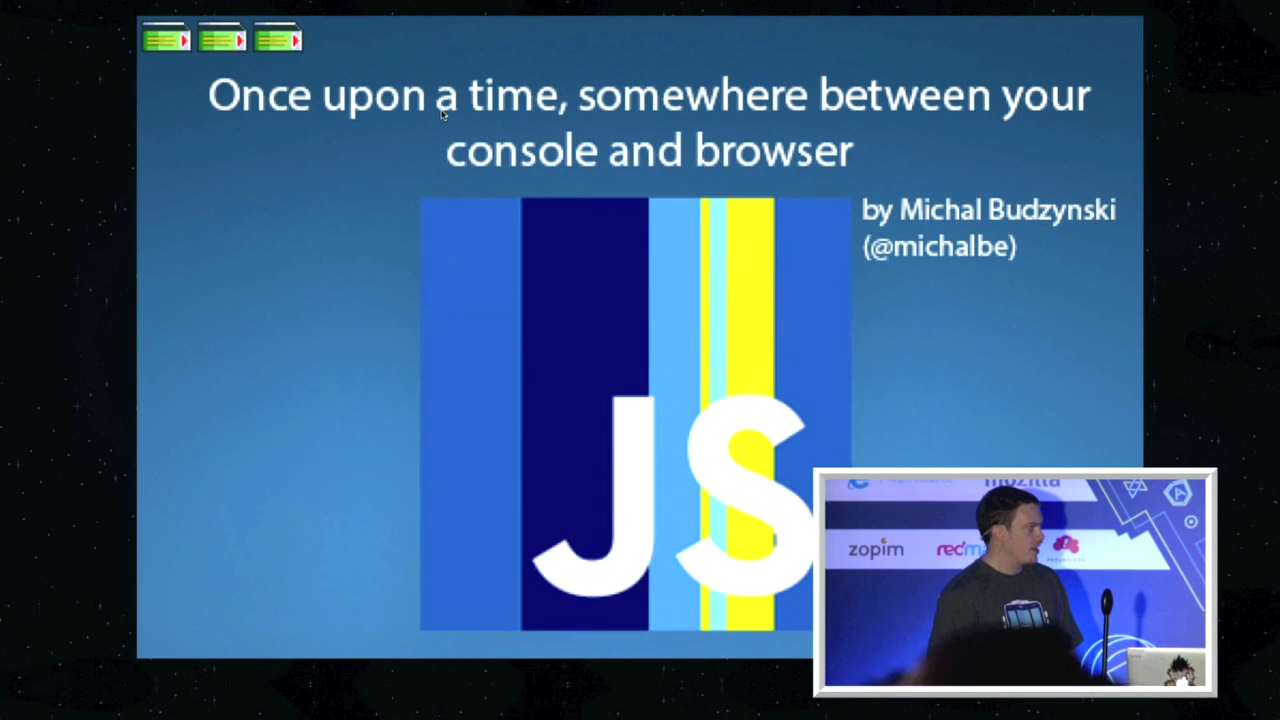 Once upon a time, somewhere between your
console and browser
by Michal Budzynski
(@michalbe)
JS
mozilla
zopim